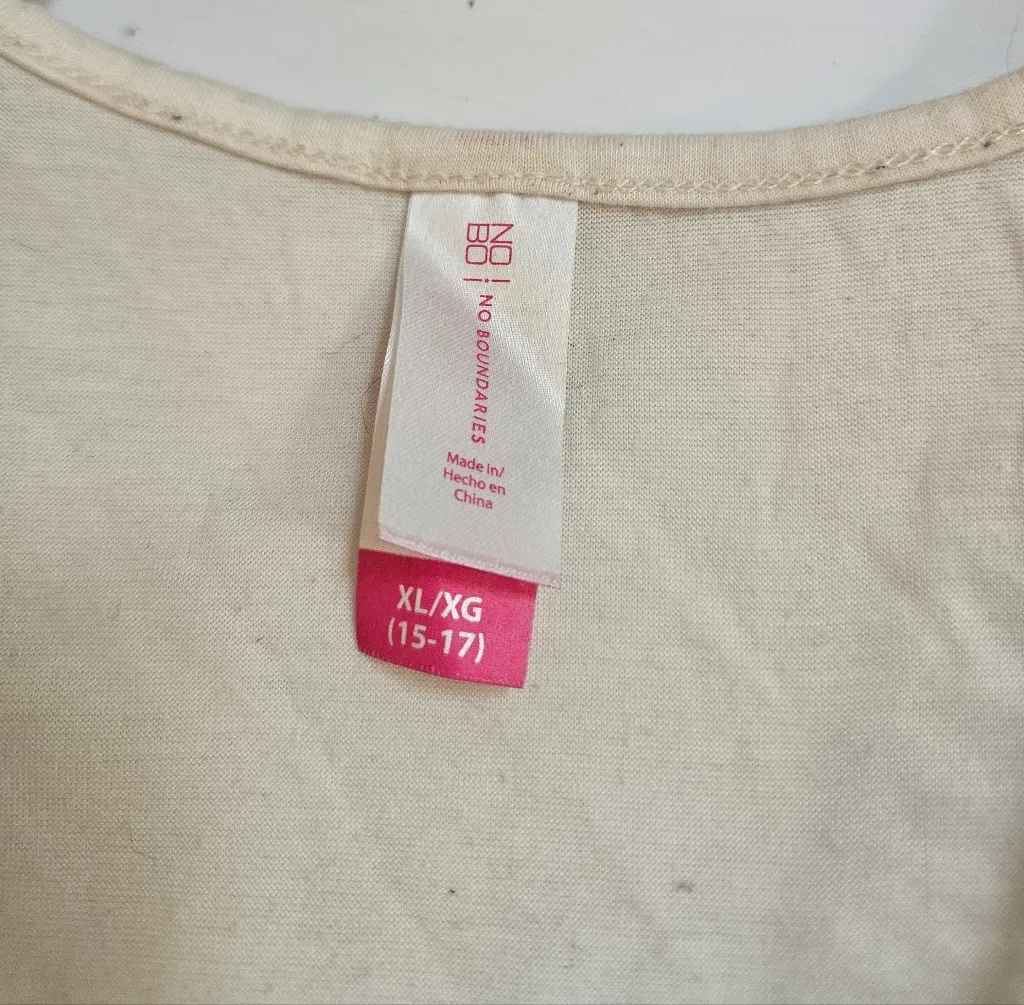 NO
BO
NO BOUNDARIES
Made in/
Hecho en
China
XL/XG
(15-17)